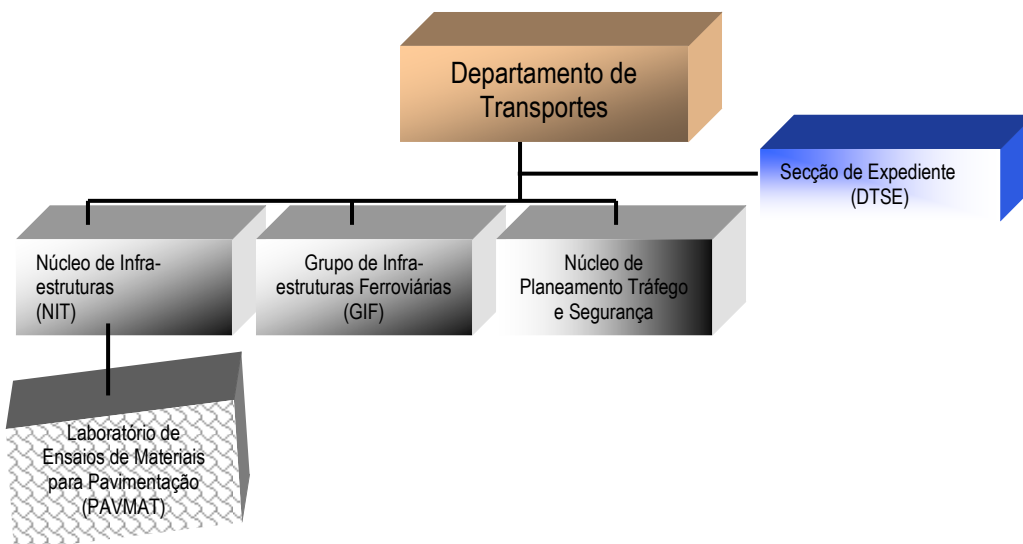 Departamento de
Transportes
Secção de Expediente
(DTSE)
Núcleo de Infra-
estruturas
(NIT)
Grupo de Infra-
estruturas Ferroviárias
(GIF)
Núcleo de
Planeamento Tráfego
e Segurança
Laboratório de
Ensaios de Materiais
para Pavimentação
(PAVMAT)